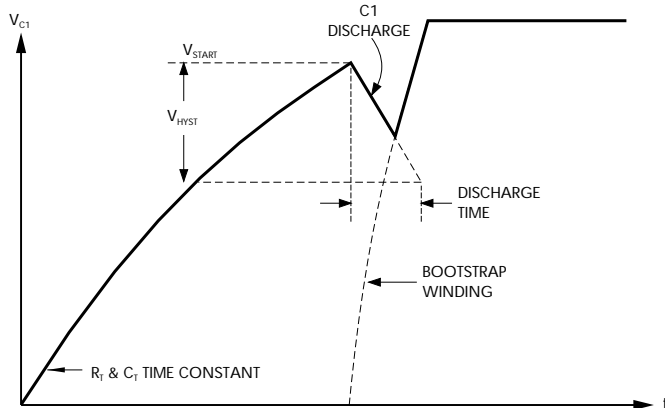 V_C1
C1
DISCHARGE
V_START
V_HYST
DISCHARGE
TIME
BOOTSTRAP
WINDING
R_T & C_T TIME CONSTANT
t